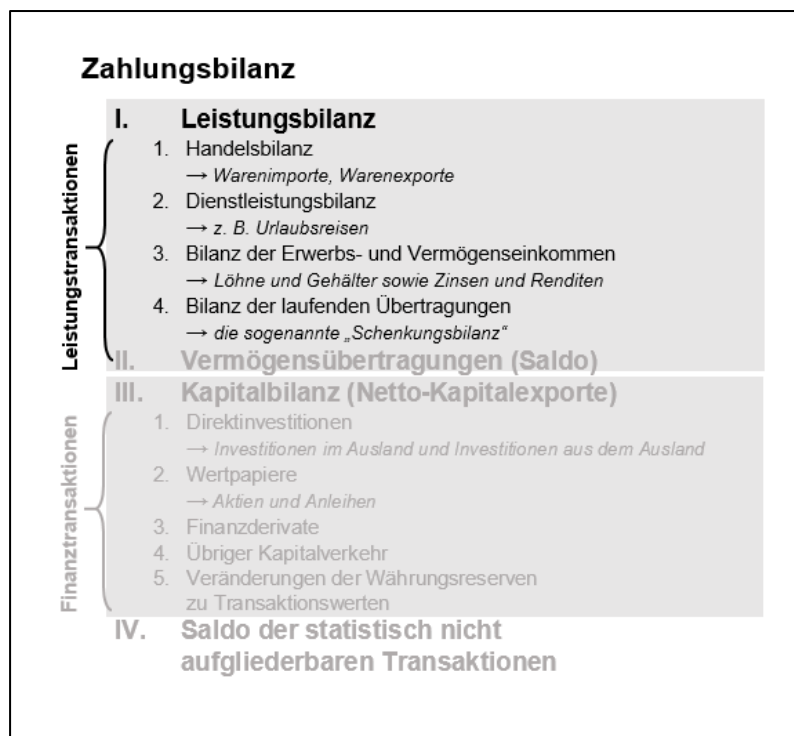 Zahlungsbilanz
I. Leistungsbilanz
Leistungstransaktionen
1. Handelsbilanz
→ Warenimporte, Warenexporte
2. Dienstleistungsbilanz
→ z. B. Urlaubsreisen
3. Bilanz der Erwerbs- und Vermögenseinkommen
→ Löhne und Gehälter sowie Zinsen und Renditen
4. Bilanz der laufenden Übertragungen
→ die sogenannte „Schenkungsbilanz“
II. Vermögensübertragungen (Saldo)
III. Kapitalbilanz (Netto-Kapitalexporte)
Finanztransaktionen
1. Direktinvestitionen
→ Investitionen im Ausland und Investitionen aus dem Ausland
2. Wertpapiere
→ Aktien und Anleihen
3. Finanzderivate
4. Übriger Kapitalverkehr
5. Veränderungen der Währungsreserven
zu Transaktionswerten
IV. Saldo der statistisch nicht
aufgliederbaren Transaktionen